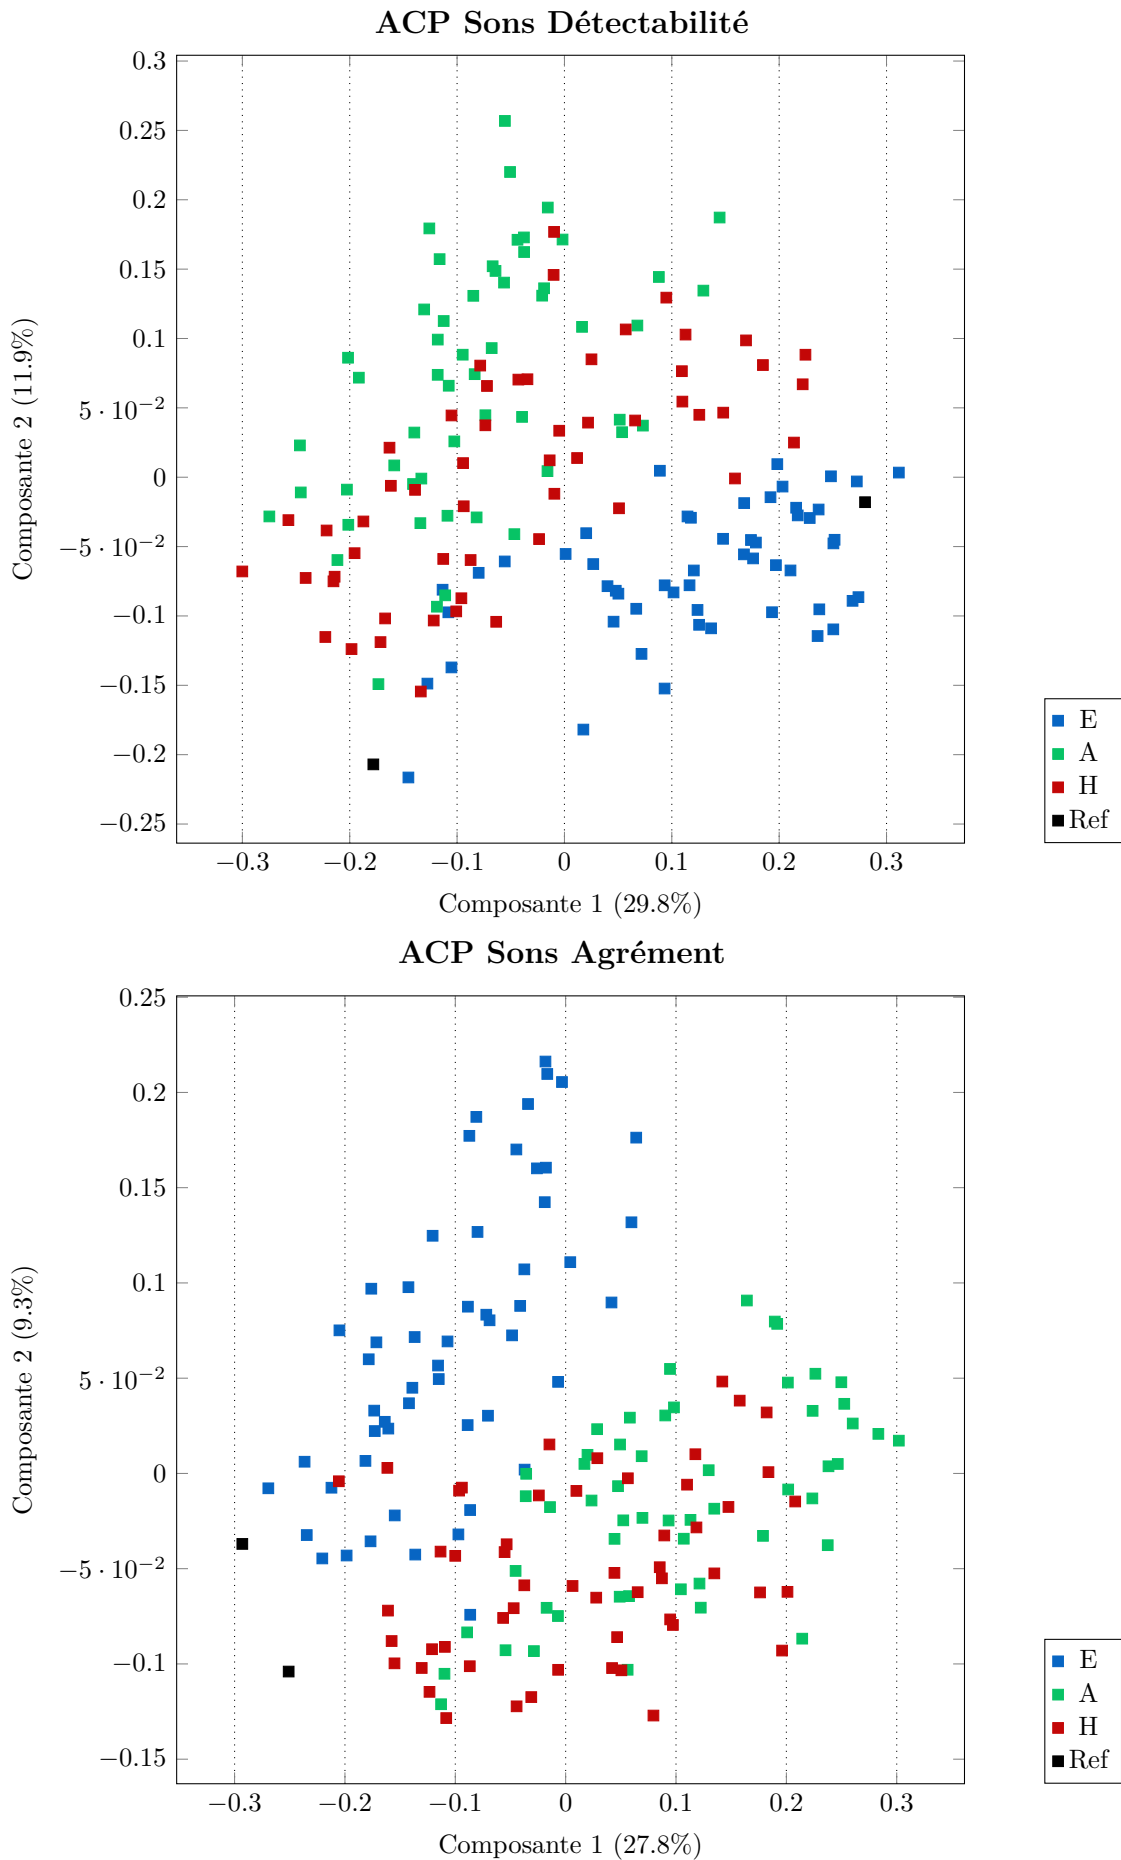 ACP Sons Détectabilité
0.3
0.25
0.2
0.15
0.1
5 · 10⁻²
0
−5 · 10⁻²
−0.1
−0.15
−0.2
−0.25
Composante 2 (11.9%)
−0.3 −0.2 −0.1 0 0.1 0.2 0.3
Composante 1 (29.8%)
E
A
H
Ref
ACP Sons Agrément
0.25
0.2
0.15
0.1
5 · 10⁻²
0
−5 · 10⁻²
−0.1
−0.15
Composante 2 (9.3%)
−0.3 −0.2 −0.1 0 0.1 0.2 0.3
Composante 1 (27.8%)
E
A
H
Ref